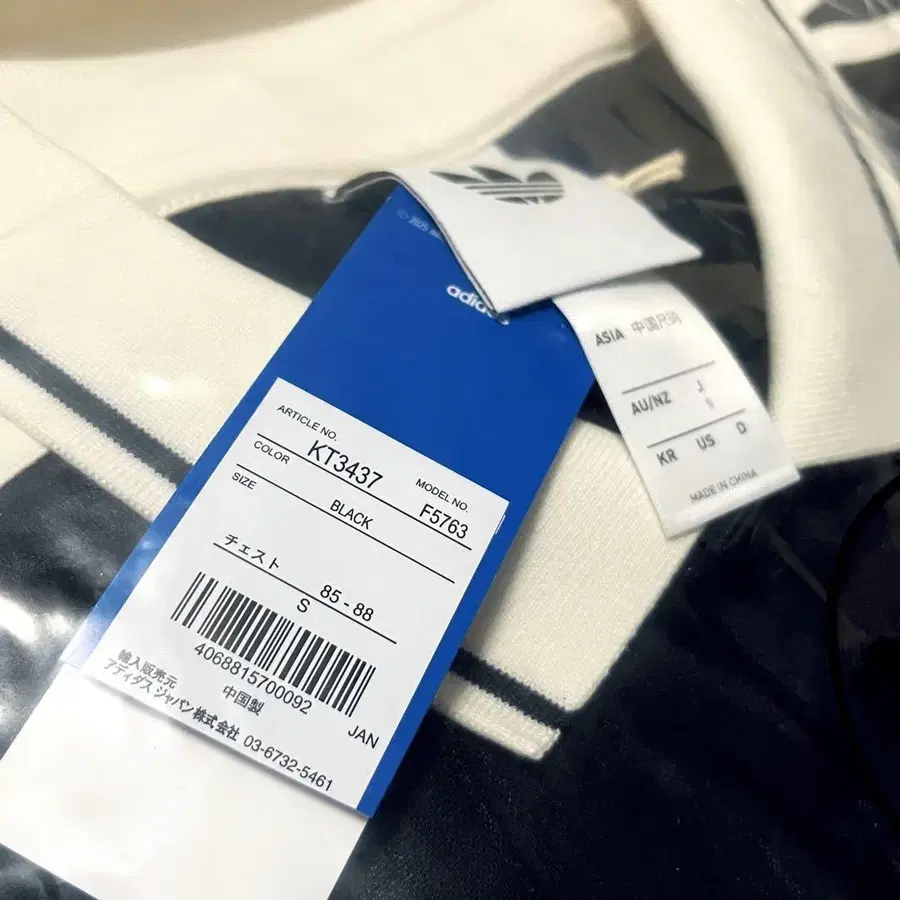 © 2025
adidas
ARTICLE NO.
KT3437
MODEL NO.
F5763
COLOR
BLACK
SIZE
チェスト
85 - 88
S
4068815700092
JAN
中国製
輸入販売元
アディダス ジャパン株式会社 03-6732-5461
ASIA 中国尺码
AU/NZ J
KR US D
MADE IN CHINA